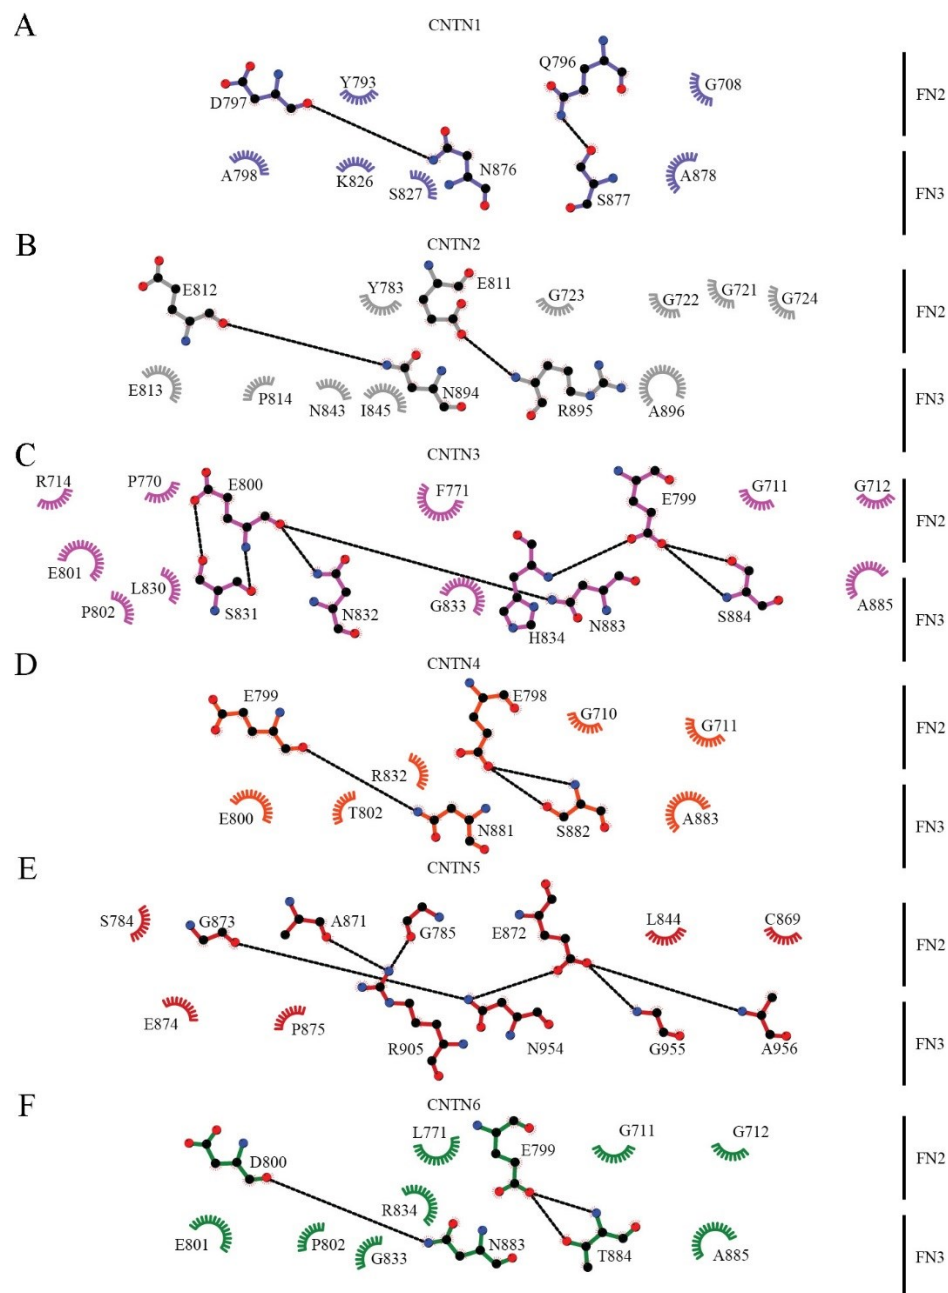 A
CNTN1
D797
Y793
Q796
G708
FN2
A798
K826
S827
N876
S877
A878
FN3
B
CNTN2
E812
Y783
E811
G723
G722
G721
G724
FN2
E813
P814
N843
I845
N894
R895
A896
FN3
C
CNTN3
R714
P770
E800
F771
E799
G711
G712
FN2
E801
P802
L830
S831
N832
G833
H834
N883
S884
A885
FN3
D
CNTN4
E799
E798
G710
G711
FN2
R832
E800
T802
N881
S882
A883
FN3
E
CNTN5
S784
G873
A871
G785
E872
L844
C869
FN2
E874
P875
R905
N954
G955
A956
FN3
F
CNTN6
D800
L771
E799
G711
G712
FN2
R834
E801
P802
G833
N883
T884
A885
FN3